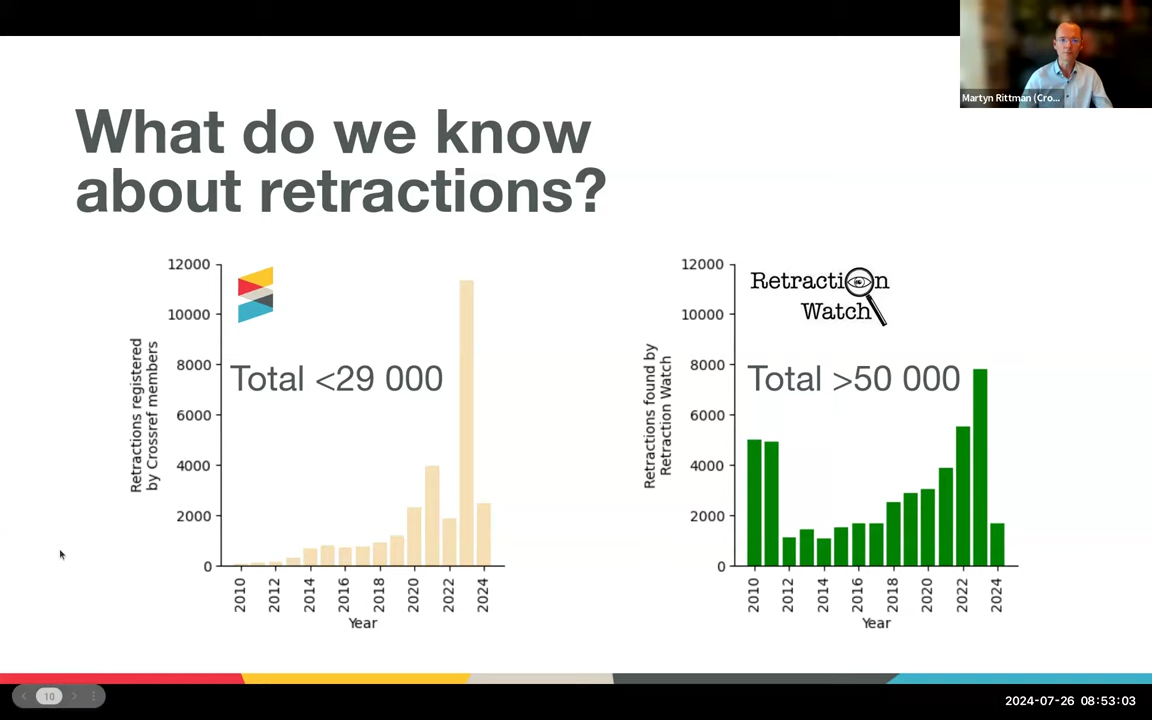 Martyn Rittman (Cro...
What do we know
about retractions?
12000
10000
8000
6000
4000
2000
0
Retractions registered
by Crossref members
Total <29 000
2010
2012
2014
2016
2018
2020
2022
2024
Year
12000
10000
8000
6000
4000
2000
0
Retractions found by
Retraction Watch
Retraction
Watch
Total >50 000
2010
2012
2014
2016
2018
2020
2022
2024
Year
10
2024-07-26 08:53:03